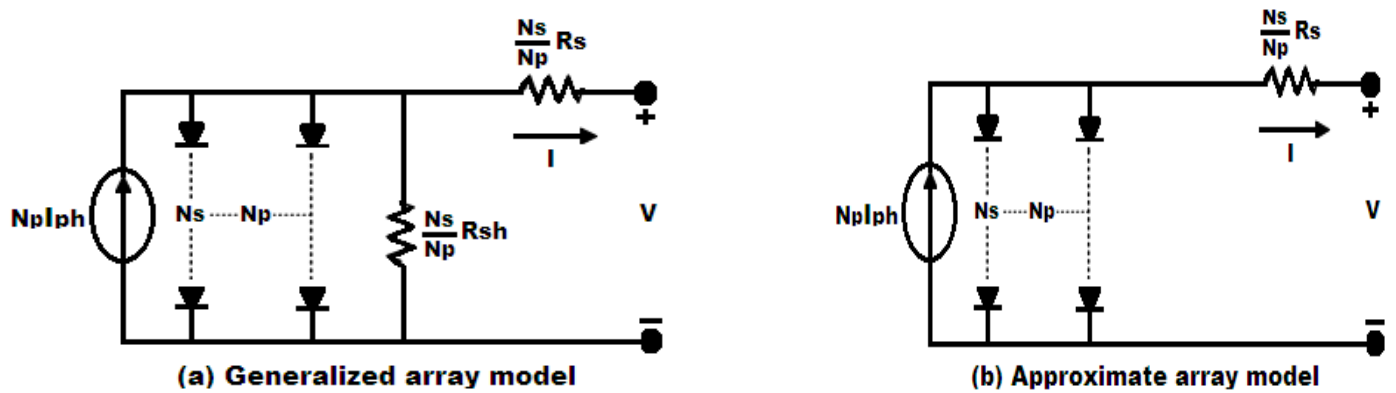 Ns
Np Rs
+
I
NpIph
Ns
Np
Ns
Np Rsh
V
−
(a) Generalized array model
Ns
Np Rs
+
I
NpIph
Ns
Np
V
−
(b) Approximate array model